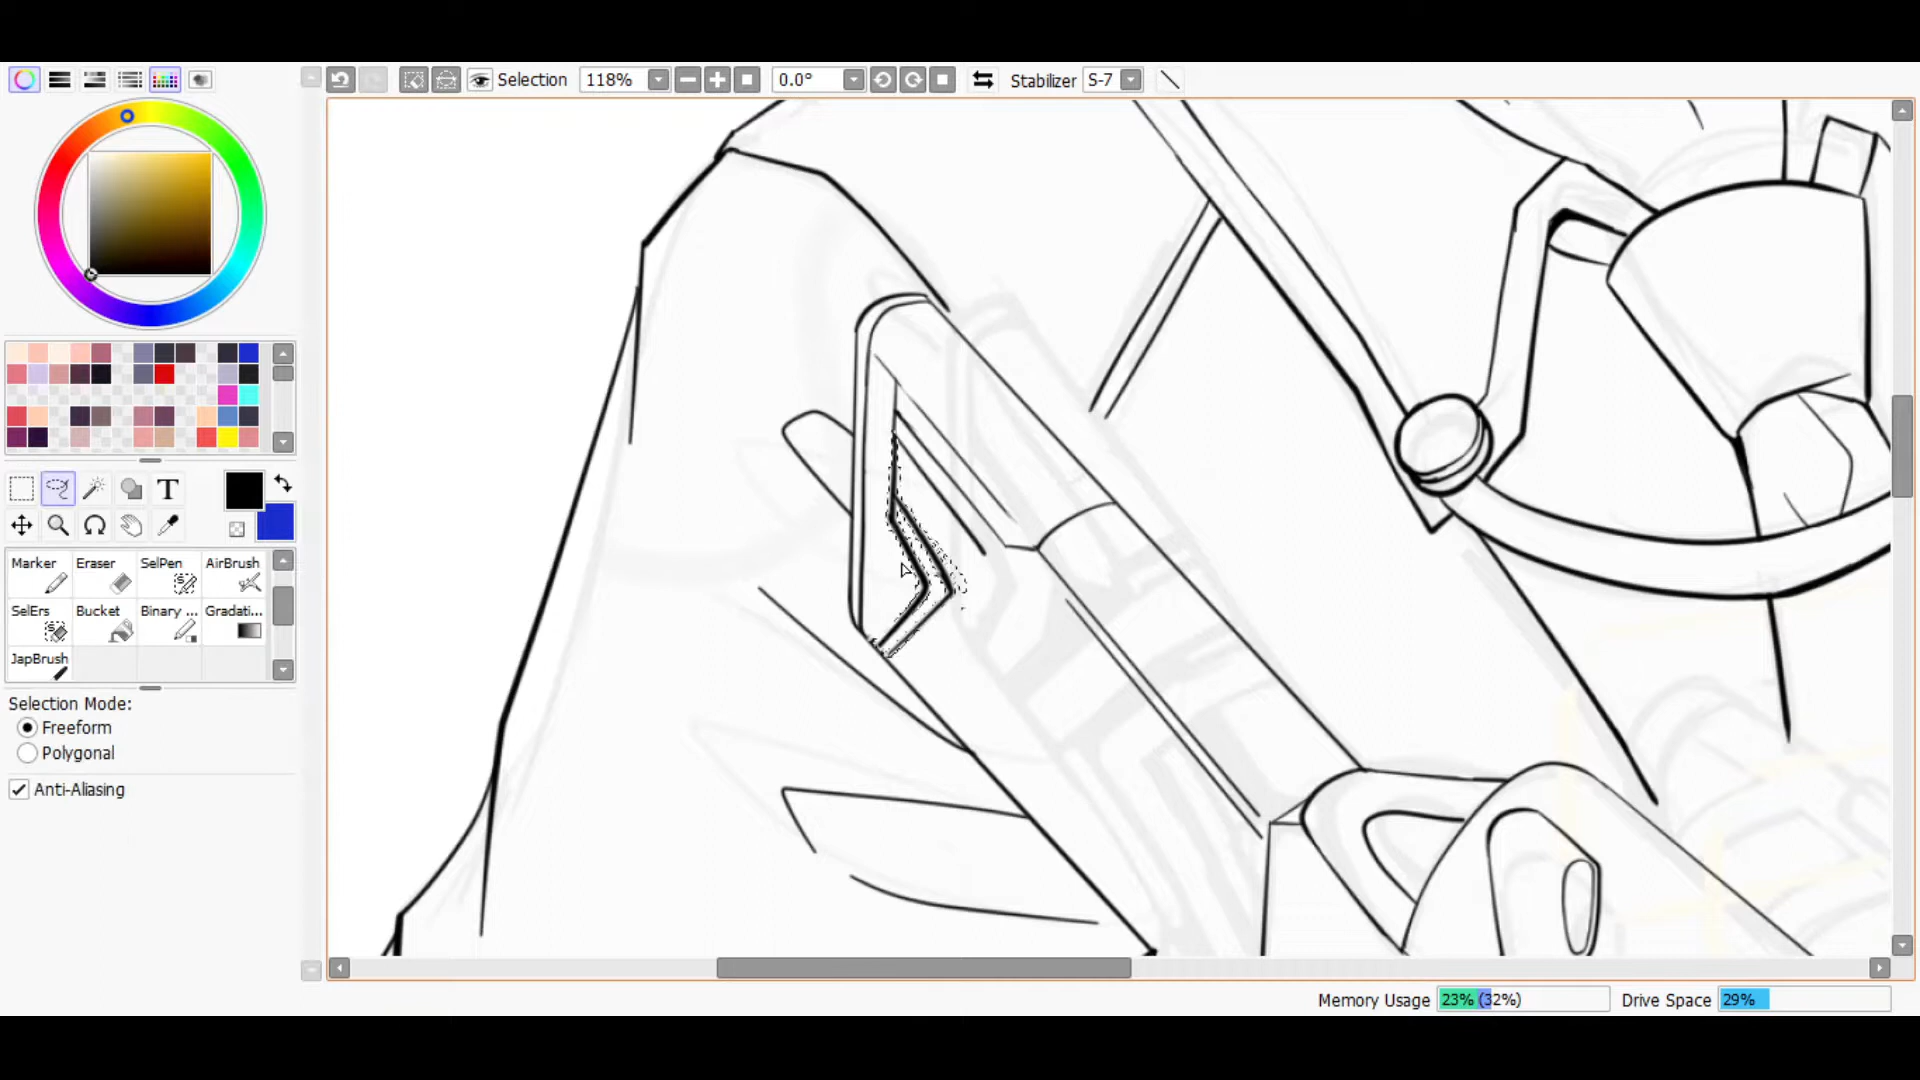 Selection 118% 0.0° Stabilizer S-7
T
Marker Eraser SelPen AirBrush
SelErs Bucket Binary ... Gradati...
JapBrush
Selection Mode:
Freeform
Polygonal
Anti-Aliasing
Memory Usage 23% (32%) Drive Space 29%